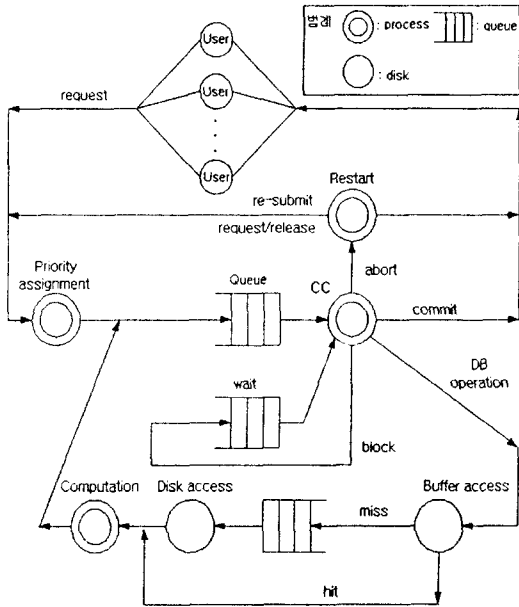 범례
: process
: queue
: disk
User
User
User
request
Restart
re-submit
request/release
Priority
assignment
Queue
CC
abort
commit
wait
DB
operation
block
Computation
Disk access
Buffer access
miss
hit